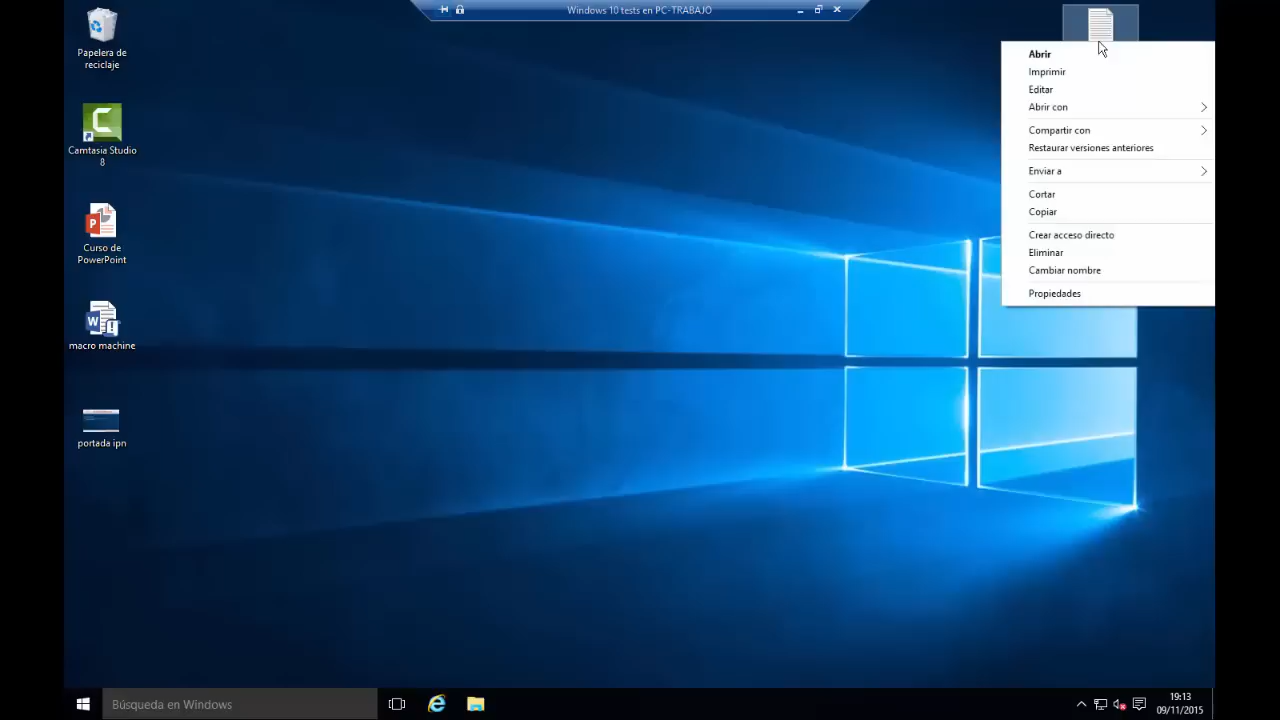 Windows 10 tests en PC-TRABAJO
Papelera de
reciclaje
Camtasia Studio
8
Curso de
PowerPoint
macro machine
portada ipn
Abrir
Imprimir
Editar
Abrir con
Compartir con
Restaurar versiones anteriores
Enviar a
Cortar
Copiar
Crear acceso directo
Eliminar
Cambiar nombre
Propiedades
Búsqueda en Windows
19:13
09/11/2015